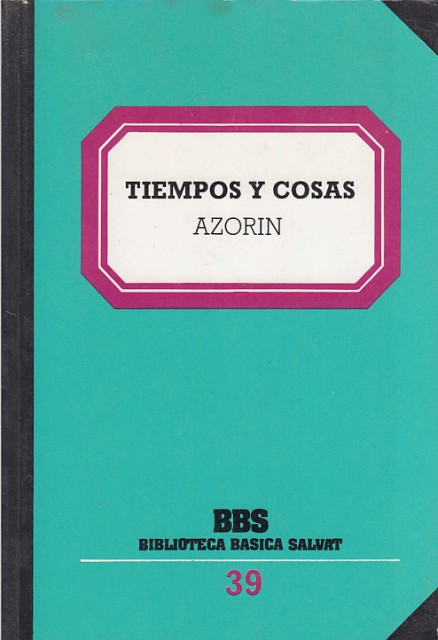 TIEMPOS Y COSAS
AZORIN
BBS
BIBLIOTECA BASICA SALVAT
39